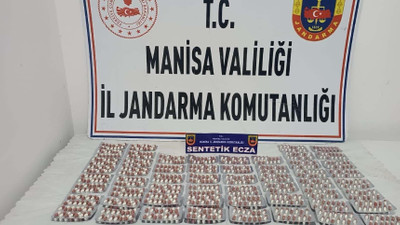 T.C.
MANİSA VALİLİĞİ
İL JANDARMA KOMUTANLIĞI
JANDARMA
SENTETİK ECZA